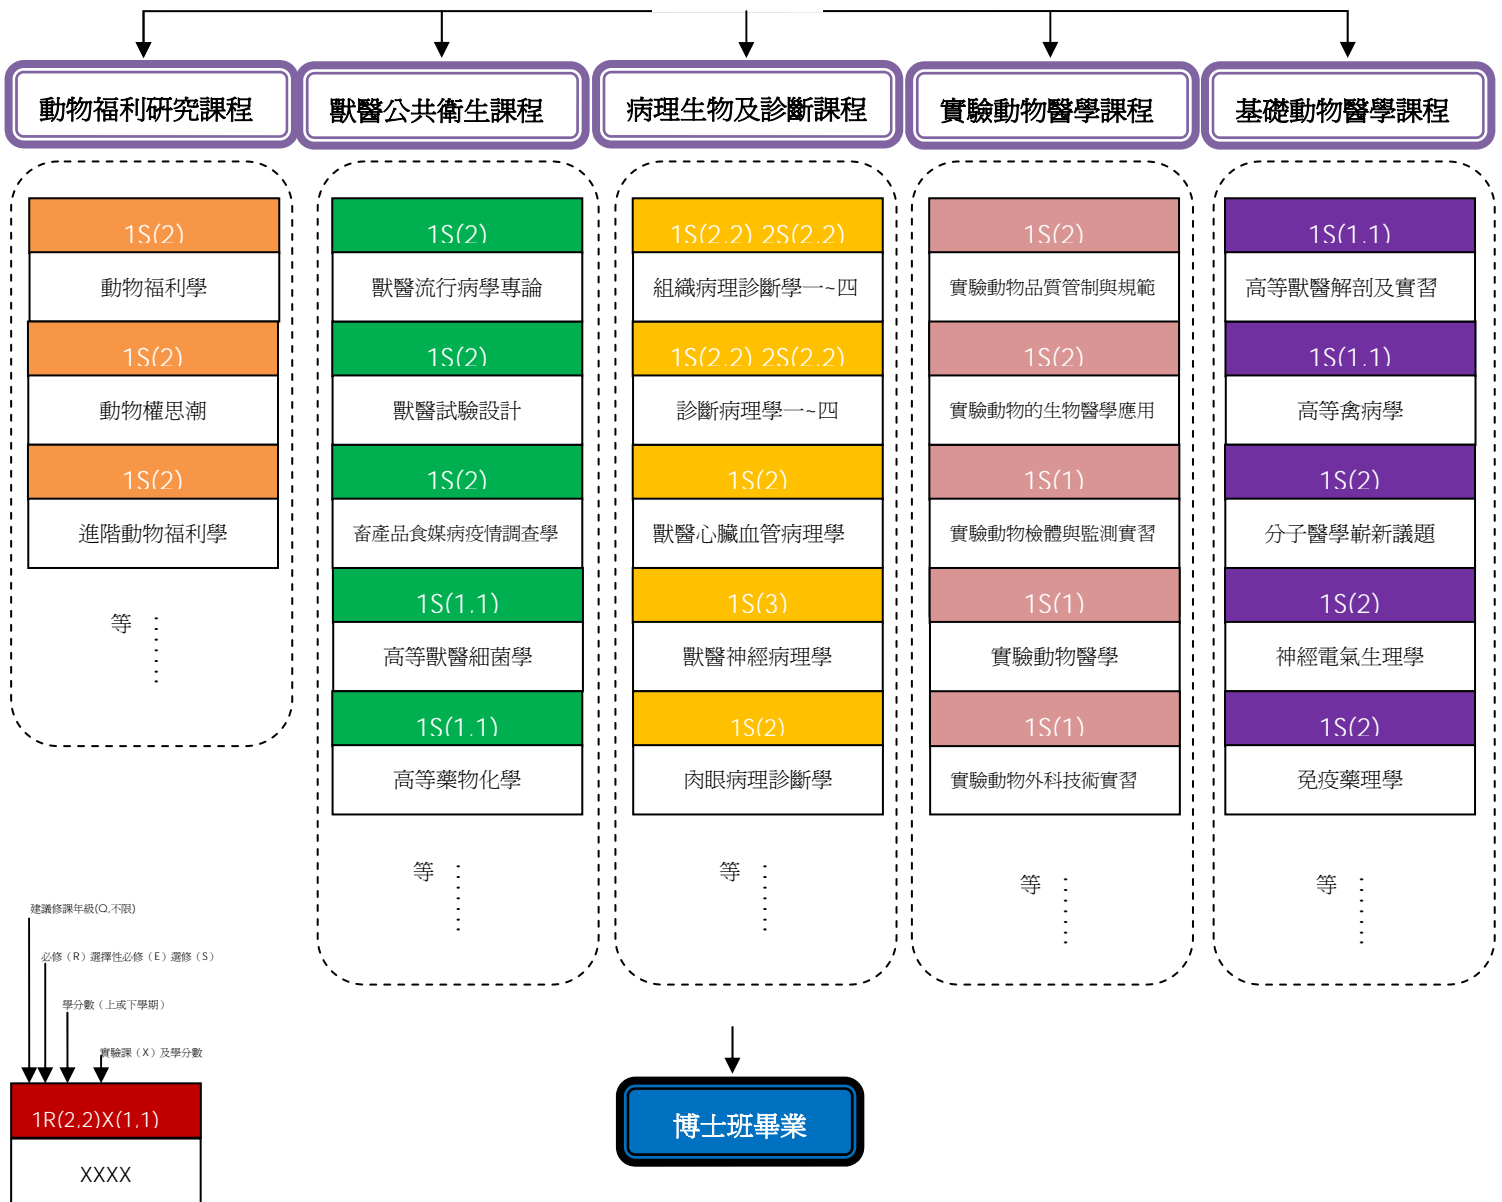 動物福利研究課程
獸醫公共衛生課程
病理生物及診斷課程
實驗動物醫學課程
基礎動物醫學課程
1S(2)
動物福利學
1S(2)
動物權思潮
1S(2)
進階動物福利學
等……
1S(2)
獸醫流行病學專論
1S(2)
獸醫試驗設計
1S(2)
畜產品食媒病疫情調查學
1S(1,1)
高等獸醫細菌學
1S(1,1)
高等藥物化學
等……
1S(2,2) 2S(2,2)
組織病理診斷學一~四
1S(2,2) 2S(2,2)
診斷病理學一~四
1S(2)
獸醫心臟血管病理學
1S(3)
獸醫神經病理學
1S(2)
肉眼病理診斷學
等……
1S(2)
實驗動物品質管制與規範
1S(2)
實驗動物的生物醫學應用
1S(1)
實驗動物檢體與監測實習
1S(1)
實驗動物醫學
1S(1)
實驗動物外科技術實習
等……
1S(1,1)
高等獸醫解剖及實習
1S(1,1)
高等禽病學
1S(2)
分子醫學嶄新議題
1S(2)
神經電氣生理學
1S(2)
免疫藥理學
等……
建議修課年級(Q,不限)
必修（R）選擇性必修（E）選修（S）
學分數（上或下學期）
實驗課（X）及學分數
1R(2,2)X(1,1)
XXXX
博士班畢業